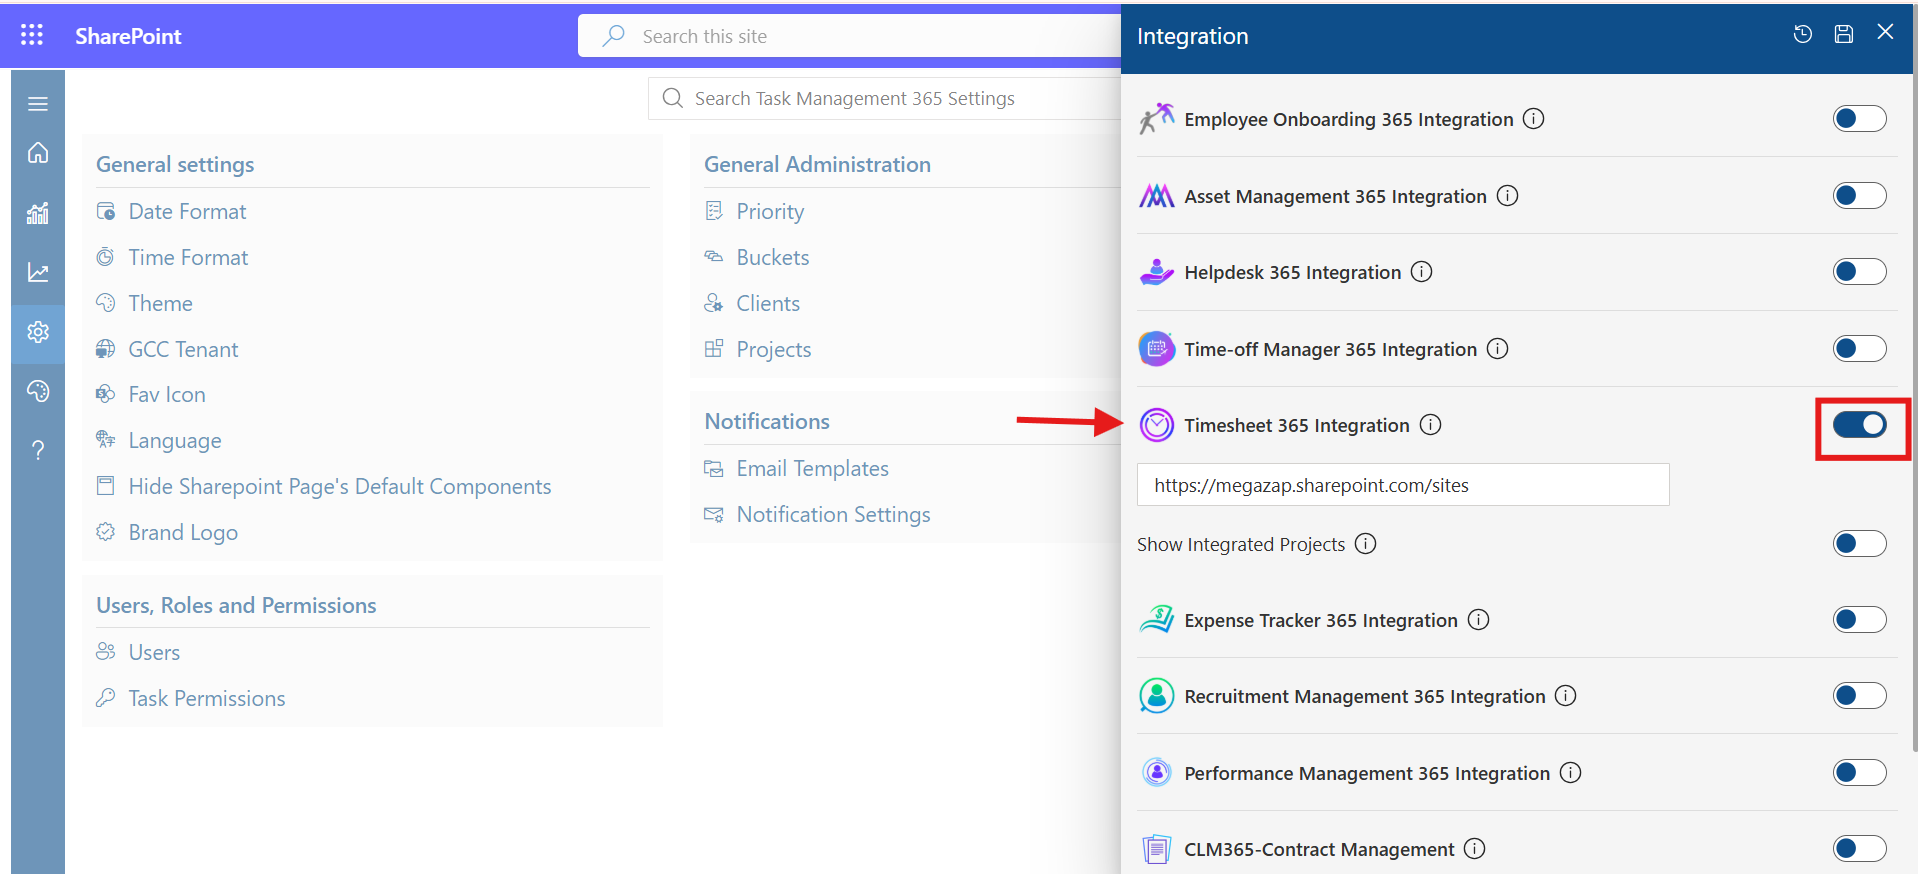 SharePoint
Search this site
Search Task Management 365 Settings
General settings
Date Format
Time Format
Theme
GCC Tenant
Fav Icon
Language
Hide Sharepoint Page's Default Components
Brand Logo
Users, Roles and Permissions
Users
Task Permissions
General Administration
Priority
Buckets
Clients
Projects
Notifications
Email Templates
Notification Settings
Integration
Employee Onboarding 365 Integration
Asset Management 365 Integration
Helpdesk 365 Integration
Time-off Manager 365 Integration
Timesheet 365 Integration
https://megazap.sharepoint.com/sites
Show Integrated Projects
Expense Tracker 365 Integration
Recruitment Management 365 Integration
Performance Management 365 Integration
CLM365-Contract Management